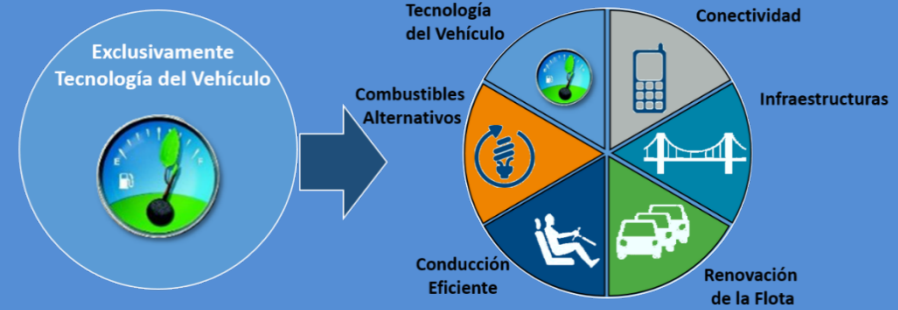 Exclusivamente
Tecnología del Vehículo
Tecnología
del Vehículo
Conectividad
Combustibles
Alternativos
Infraestructuras
Conducción
Eficiente
Renovación
de la Flota